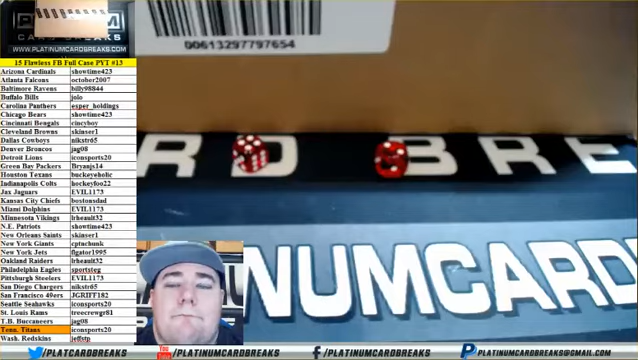 WWW.PLATINUMCARDBREAKS.COM
15 Flawless FB Full Case PYT #13
Arizona Cardinals showtime423
Atlanta Falcons october2007
Baltimore Ravens billy98844
Buffalo Bills jolo
Carolina Panthers esper_holdings
Chicago Bears showtime423
Cincinnati Bengals cincyboy
Cleveland Browns skinser1
Dallas Cowboys nikstr65
Denver Broncos jag08
Detroit Lions iconsports20
Green Bay Packers Bryanjs14
Houston Texans buckeyeholic
Indianapolis Colts hockeyfoo22
Jax Jaguars EVIL1173
Kansas City Chiefs bostonsdad
Miami Dolphins EVIL1173
Minnesota Vikings lrheault32
N.E. Patriots showtime423
New Orleans Saints skinser1
New York Giants cptnchunk
New York Jets flgator1995
Oakland Raiders lrheault32
Philadelphia Eagles sportsteg
Pittsburgh Steelers EVIL1173
San Diego Chargers nikstr65
San Francisco 49ers JGRIFF182
Seattle Seahawks iconsports20
St. Louis Rams treecrewgr81
T.B. Buccaneers jag08
Tenn. Titans iconsports20
Wash. Redskins jeffstp
00613297797654
RD BRE
NUMCARD
/PLATCARDBREAKS
/PLATINUMCARDBREAKS
/PLATINUMCARDBREAKS
PLATINUMCARDBREAKS@GMAIL.COM